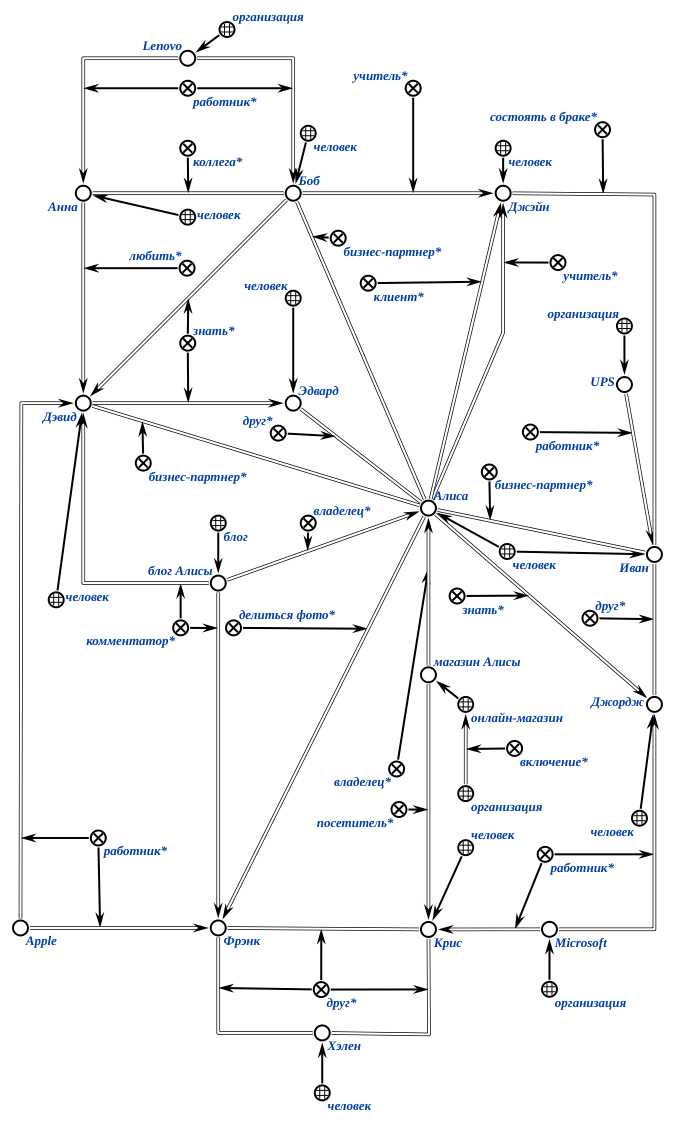 организация
Lenovo
учитель*
работник*
состоять в браке*
человек
коллега*
человек
Боб
Анна
человек
Джэйн
бизнес-партнер*
любить*
учитель*
человек
клиент*
организация
знать*
UPS
Эдвард
Дэвид
друг*
работник*
бизнес-партнер*
бизнес-партнер*
Алиса
владелец*
блог
человек
Иван
блог Алисы
человек
знать*
друг*
делиться фото*
комментатор*
магазин Алисы
Джордж
онлайн-магазин
включение*
владелец*
организация
посетитель*
человек
человек
работник*
работник*
Apple
Фрэнк
Крис
Microsoft
друг*
организация
Хэлен
человек